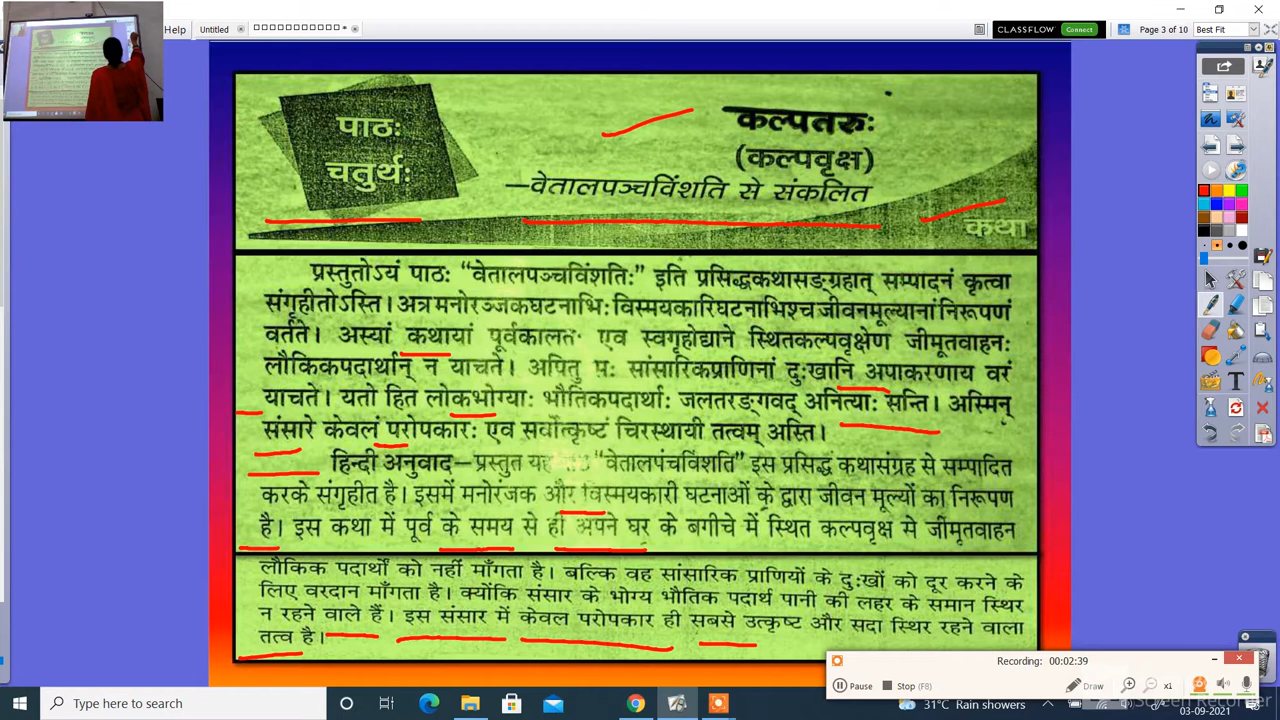 Help
Untitled
CLASSFLOW Connect
Page 3 of 10
Best Fit
पाठः
चतुर्थः
कल्पतरुः
(कल्पवृक्ष)
—वेतालपञ्चविंशति से संकलित
कथा
प्रस्तुतोऽयं पाठः “वेतालपञ्चविंशतिः” इति प्रसिद्धकथासङ्ग्रहात् सम्पादनं कृत्वा
संगृहीतोऽस्ति। अत्र मनोरञ्जकघटनाभिः विस्मयकारिघटनाभिश्च जीवनमूल्यानां निरूपणं
वर्तते। अस्यां कथायां पूर्वकालतः एव स्वगृहोद्याने स्थितकल्पवृक्षेण जीमूतवाहनः
लौकिकपदार्थान् न याचते। अपितु सांसारिकप्राणिनां दुःखानि अपाकरणाय वरं
याचते। यतो हित लोकभोग्याः भौतिकपदार्थाः जलतरङ्गवद् अनित्याः सन्ति। अस्मिन्
संसारे केवलं परोपकारः एव सर्वोत्कृष्टं चिरस्थायी तत्वम् अस्ति।
हिन्दी अनुवाद—प्रस्तुत “वेतालपंचविंशति” इस प्रसिद्ध कथासंग्रह से सम्पादित
करके संगृहीत है। इसमें मनोरंजक और विस्मयकारी घटनाओं के द्वारा जीवन मूल्यों का निरूपण
है। इस कथा में पूर्व के समय से ही अपने घर के बगीचे में स्थित कल्पवृक्ष से जीमूतवाहन
लौकिक पदार्थों को नहीं माँगता है। बल्कि वह सांसारिक प्राणियों के दुःखों को दूर करने के
लिए वरदान माँगता है। क्योंकि संसार के भोग्य भौतिक पदार्थ पानी की लहर के समान स्थिर
न रहने वाले हैं। इस संसार में केवल परोपकार ही सबसे उत्कृष्ट और सदा स्थिर रहने वाला
तत्व है।
Recording: 00:02:39
Pause
Stop (F8)
x1
Draw
Screencast-O-Matic
Type here to search
31°C Rain showers
03-09-2021